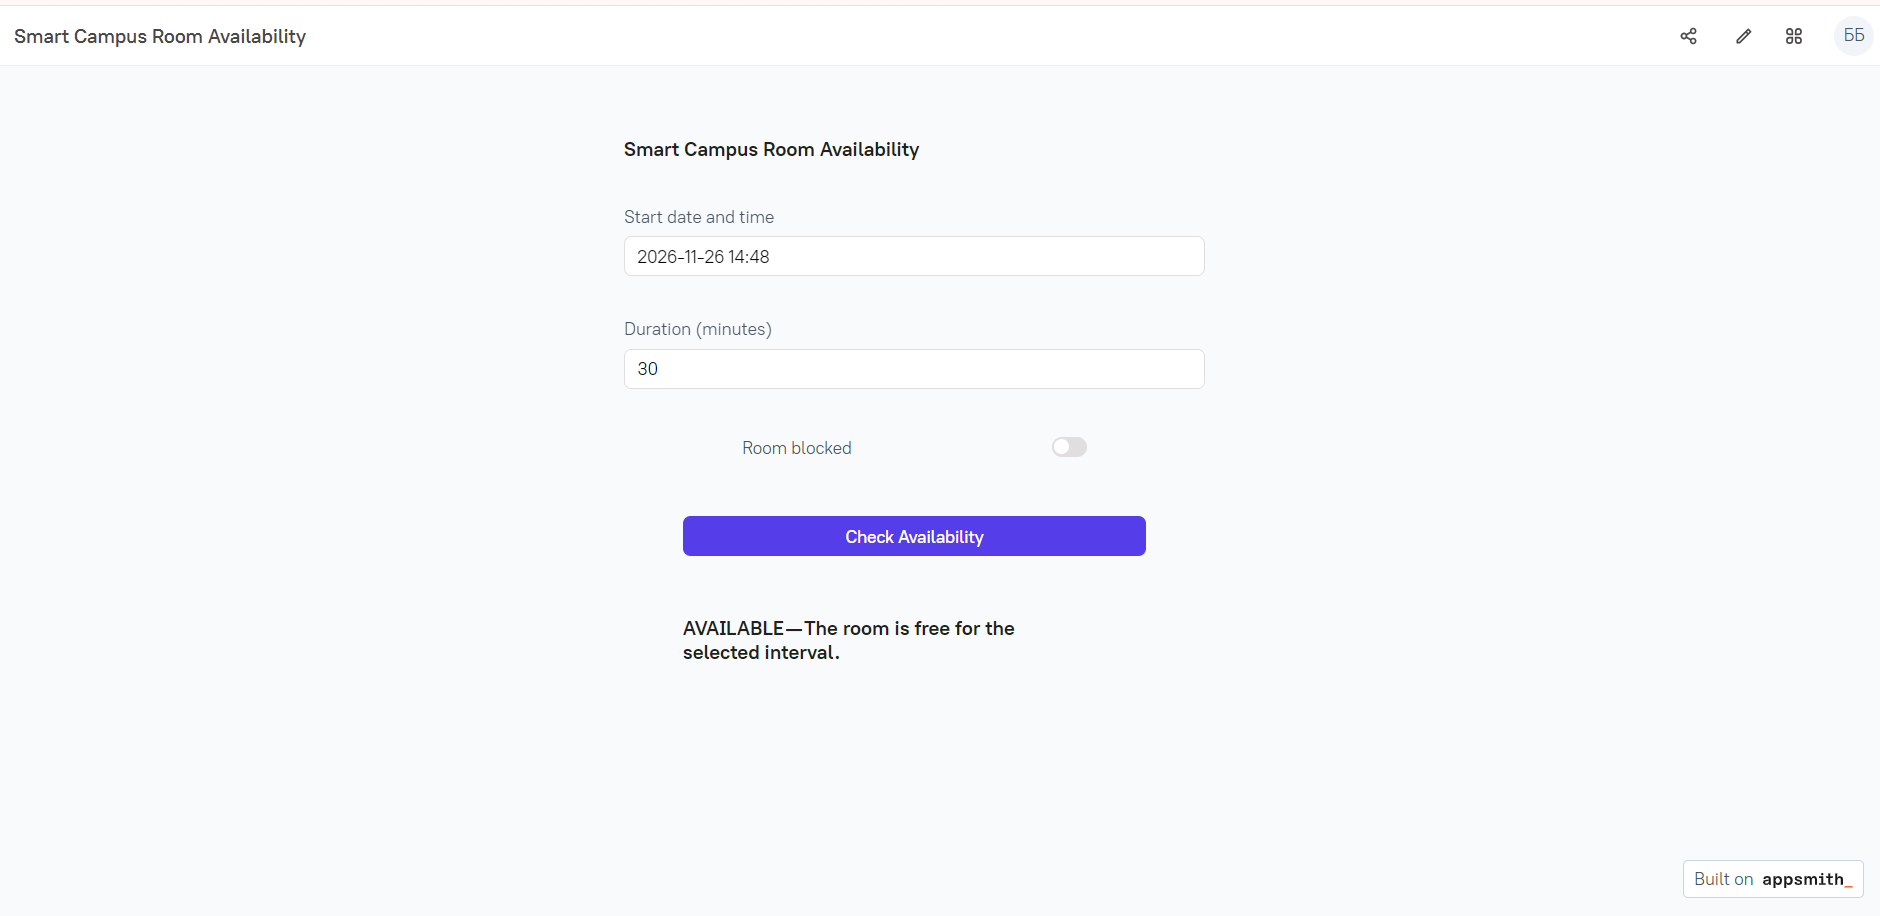 Smart Campus Room Availability
ББ
Smart Campus Room Availability
Start date and time
2026-11-26 14:48
Duration (minutes)
30
Room blocked
Check Availability
AVAILABLE—The room is free for the
selected interval.
Built on appsmith_